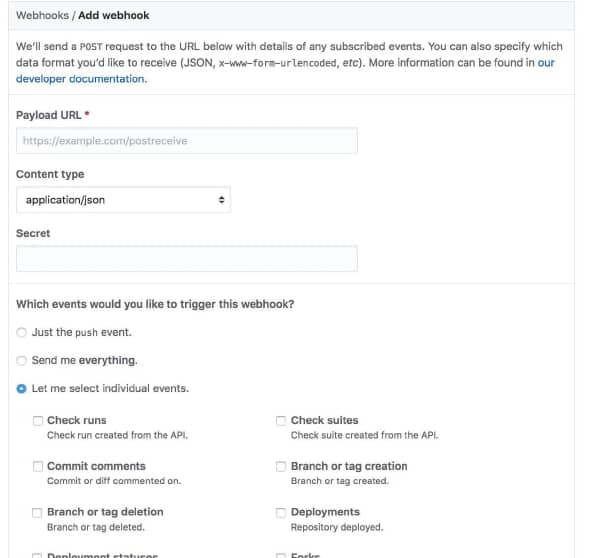 Webhooks / Add webhook
We'll send a POST request to the URL below with details of any subscribed events. You can also specify which
data format you'd like to receive (JSON, x-www-form-urlencoded, etc). More information can be found in our
developer documentation.
Payload URL *
https://example.com/postreceive
Content type
application/json
Secret
Which events would you like to trigger this webhook?
Just the push event.
Send me everything.
Let me select individual events.
Check runs
Check run created from the API.
Check suites
Check suite created from the API.
Commit comments
Commit or diff commented on.
Branch or tag creation
Branch or tag created.
Branch or tag deletion
Branch or tag deleted.
Deployments
Repository deployed.
Deployment statuses
Forks